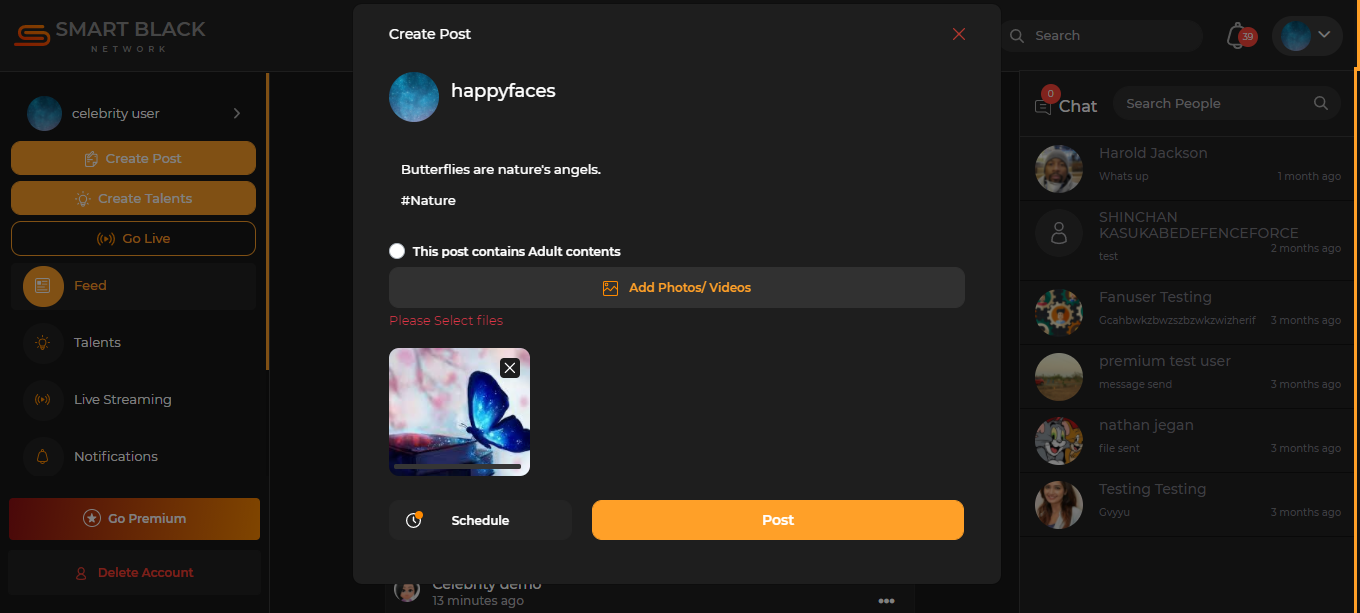 SMART BLACK
NETWORK
celebrity user
Create Post
Create Talents
Go Live
Feed
Talents
Live Streaming
Notifications
Go Premium
Delete Account
Create Post
happyfaces
Butterflies are nature's angels.
#Nature
This post contains Adult contents
Add Photos/ Videos
Please Select files
Schedule
Post
Celebrity demo
13 minutes ago
Search
39
0
Chat
Search People
Harold Jackson
Whats up
1 month ago
SHINCHAN
KASUKABEDEFENCEFORCE
2 months ago
test
Fanuser Testing
Gcahbwkzbwzszbzwkzwizherif
3 months ago
premium test user
message send
3 months ago
nathan jegan
file sent
3 months ago
Testing Testing
Gvyyu
3 months ago